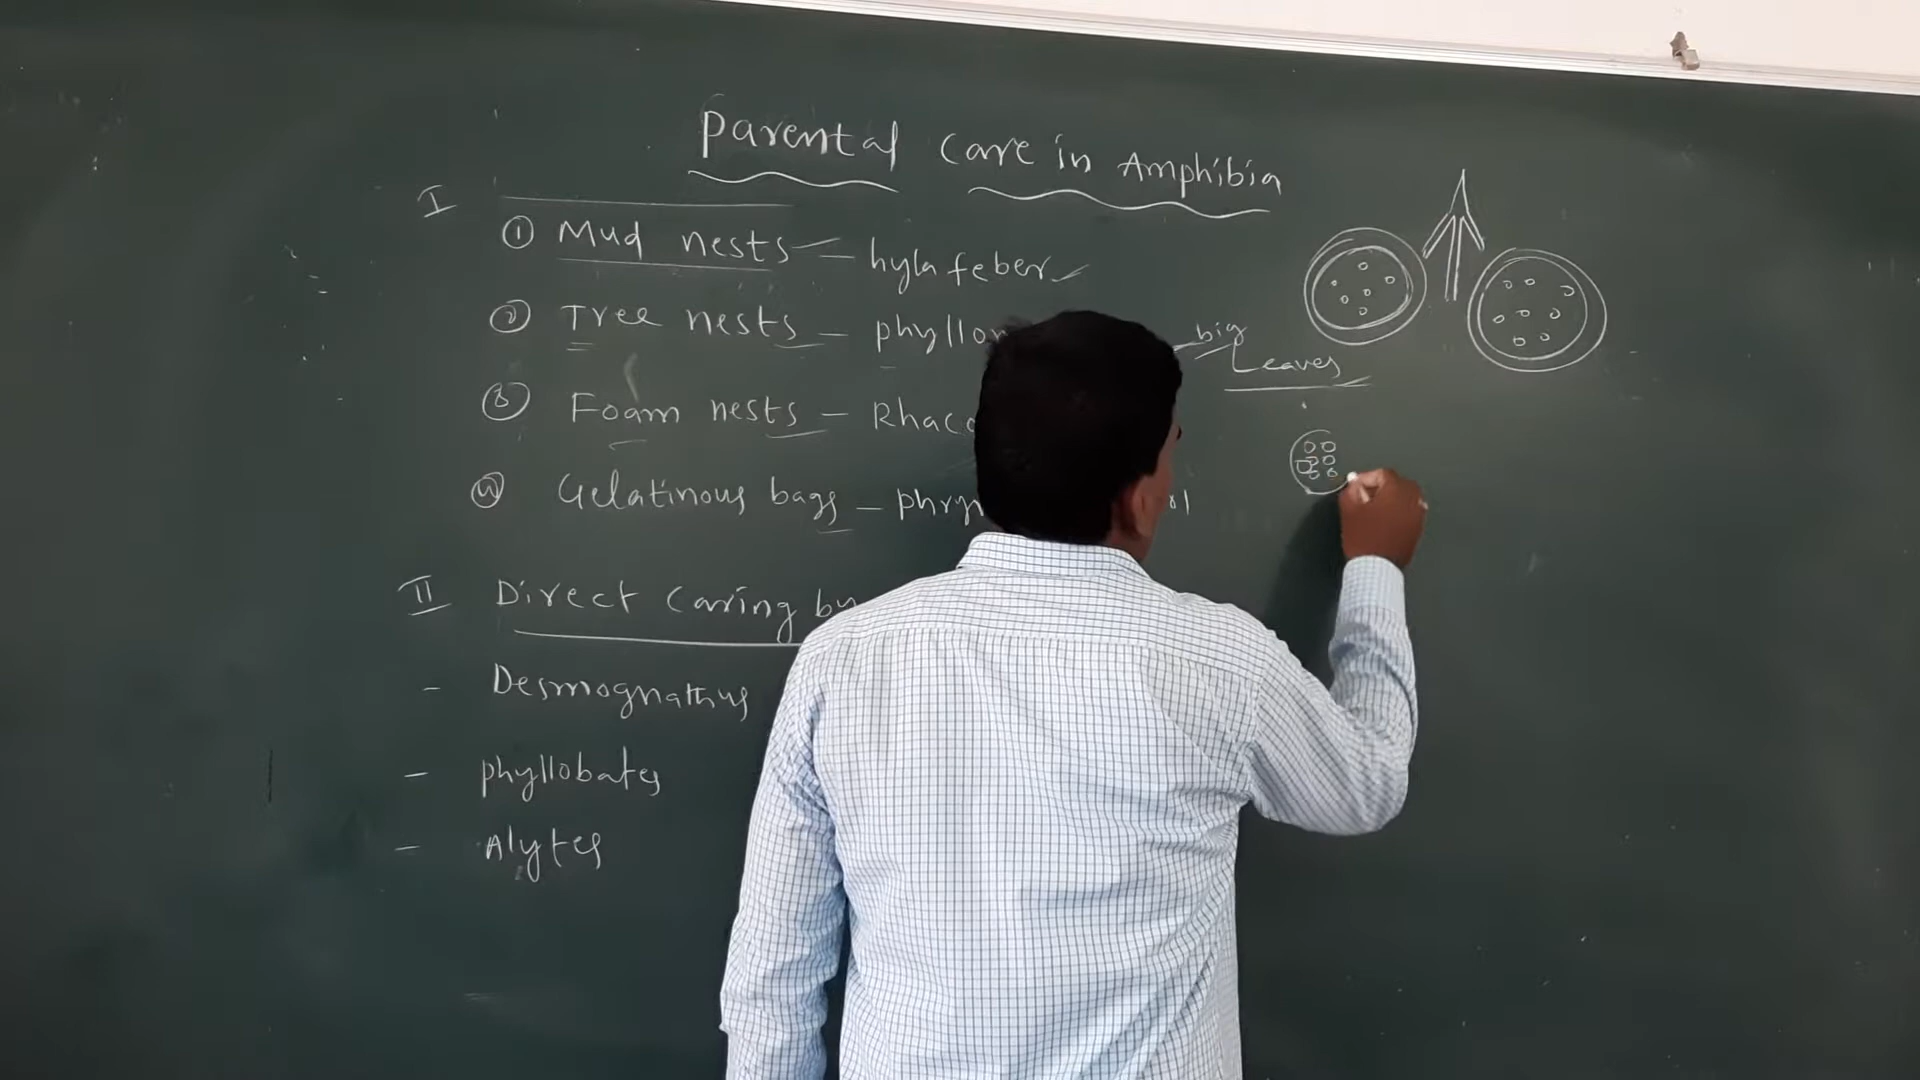 Parental Care in Amphibia
I
① Mud nests — hyla feber
② Tree nests — phyllo
big
Leaves
③ Foam nests — Rhac
④ Gelatinous bags — phry
II Direct Caring by
- Desmognathus
- phyllobates
- Alytes